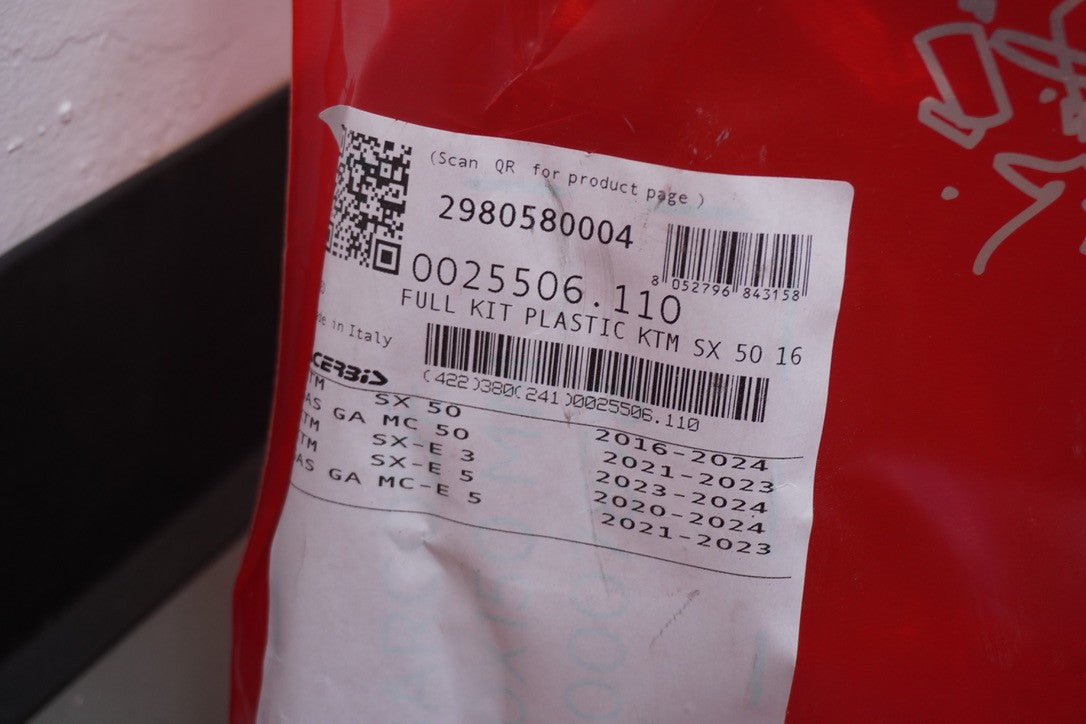 (Scan QR for product page )
2980580004
8 052796 843158
0025506.110
FULL KIT PLASTIC KTM SX 50 16
in Italy
(422)380(241)0025506.110
ACERBIS
SX 50 2016-2024
GA MC 50 2021-2023
SX-E 3 2023-2024
SX-E 5 2020-2024
GA MC-E 5 2021-2023